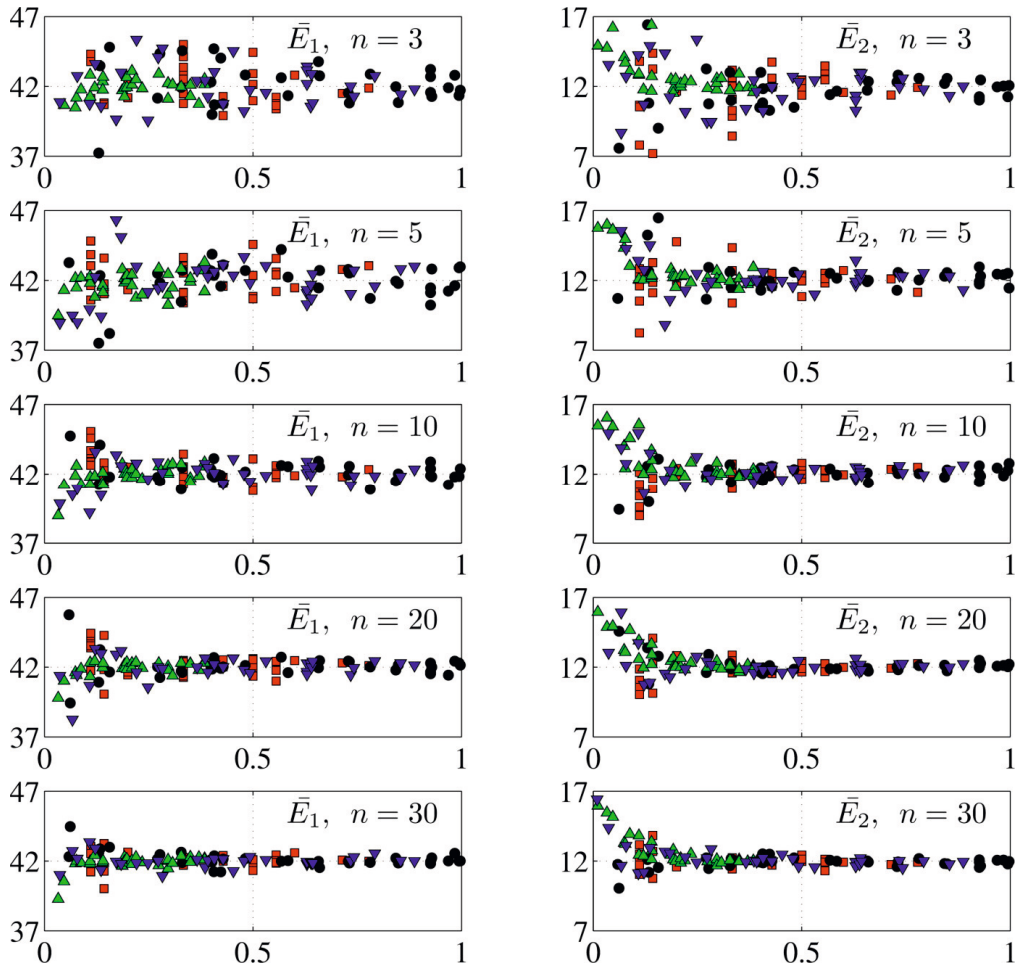 47 Ē₁, n = 3 17 Ē₂, n = 3
42 12
37 7
0 0.5 1 0 0.5 1
47 Ē₁, n = 5 17 Ē₂, n = 5
42 12
37 7
0 0.5 1 0 0.5 1
47 Ē₁, n = 10 17 Ē₂, n = 10
42 12
37 7
0 0.5 1 0 0.5 1
47 Ē₁, n = 20 17 Ē₂, n = 20
42 12
37 7
0 0.5 1 0 0.5 1
47 Ē₁, n = 30 17 Ē₂, n = 30
42 12
37 7
0 0.5 1 0 0.5 1